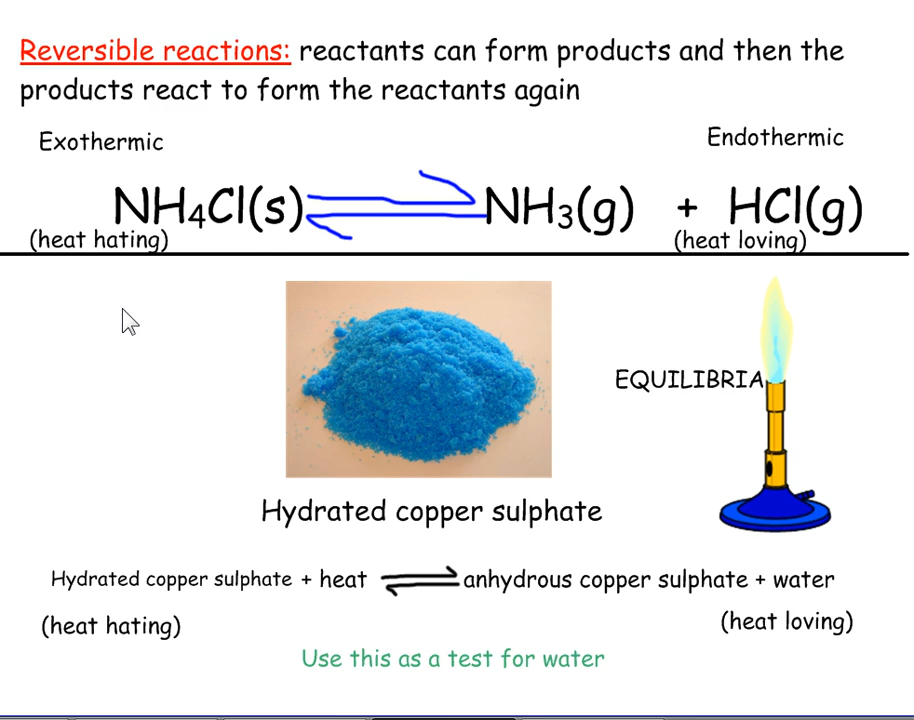 Reversible reactions: reactants can form products and then the
products react to form the reactants again
Exothermic
Endothermic
NH₄Cl(s) ⇌ NH₃(g) + HCl(g)
(heat hating)
(heat loving)
EQUILIBRIA
Hydrated copper sulphate
Hydrated copper sulphate + heat ⇌ anhydrous copper sulphate + water
(heat hating)
(heat loving)
Use this as a test for water